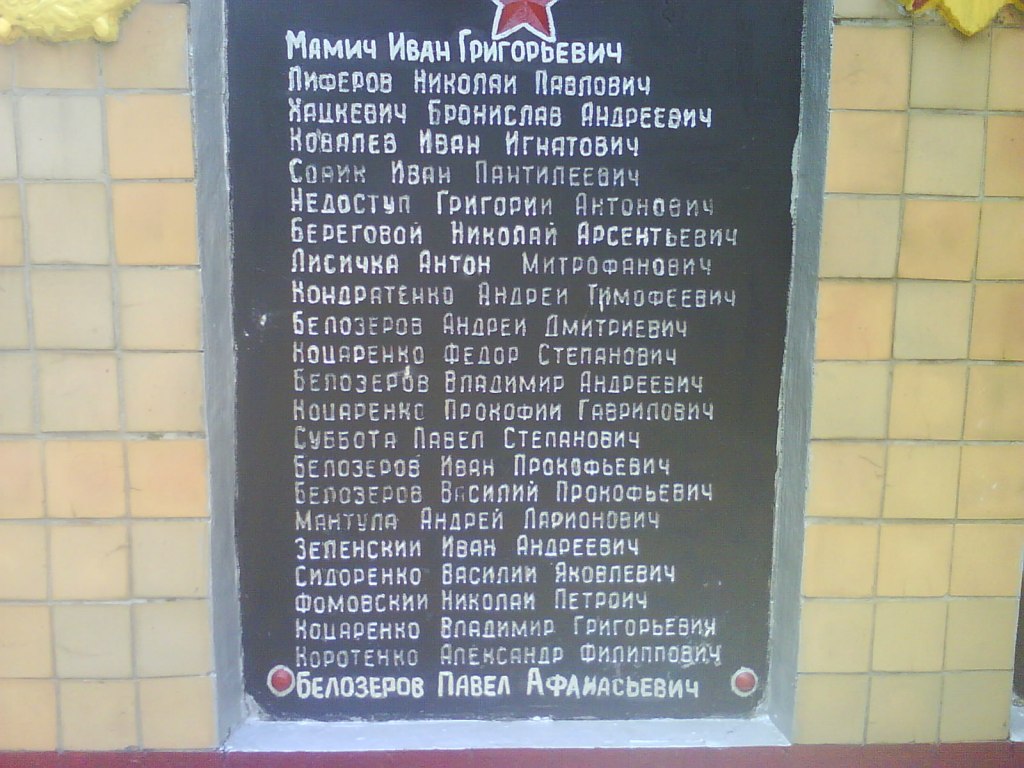 Мамич Иван Григорьевич
Лиферов Николаи Павлович
Хацкевич Бронислав Андреевич
Ковалев Иван Игнатович
Иван Пантилеевич
Недоступ Григории Антонович
Береговой Николай Арсентьевич
Лисичка Антон Митрофанович
Кондратенко Андреи Тимофеевич
Белозеров Андреи Дмитриевич
Коцаренко Федор Степанович
Белозеров Владимир Андреевич
Коцаренко Прокофии Гаврилович
Суббота Павел Степанович
Белозеров Иван Прокофьевич
Белозеров Василий Прокофьевич
Мантула Андрей Ларионович
Зеленскии Иван Андреевич
Сидоренко Василии Яковлевич
Фомовскии Николаи Петроич
Коцаренко Владимир Григорьевич
Коротенко Александр Филиппович
Белозеров Павел Афанасьевич